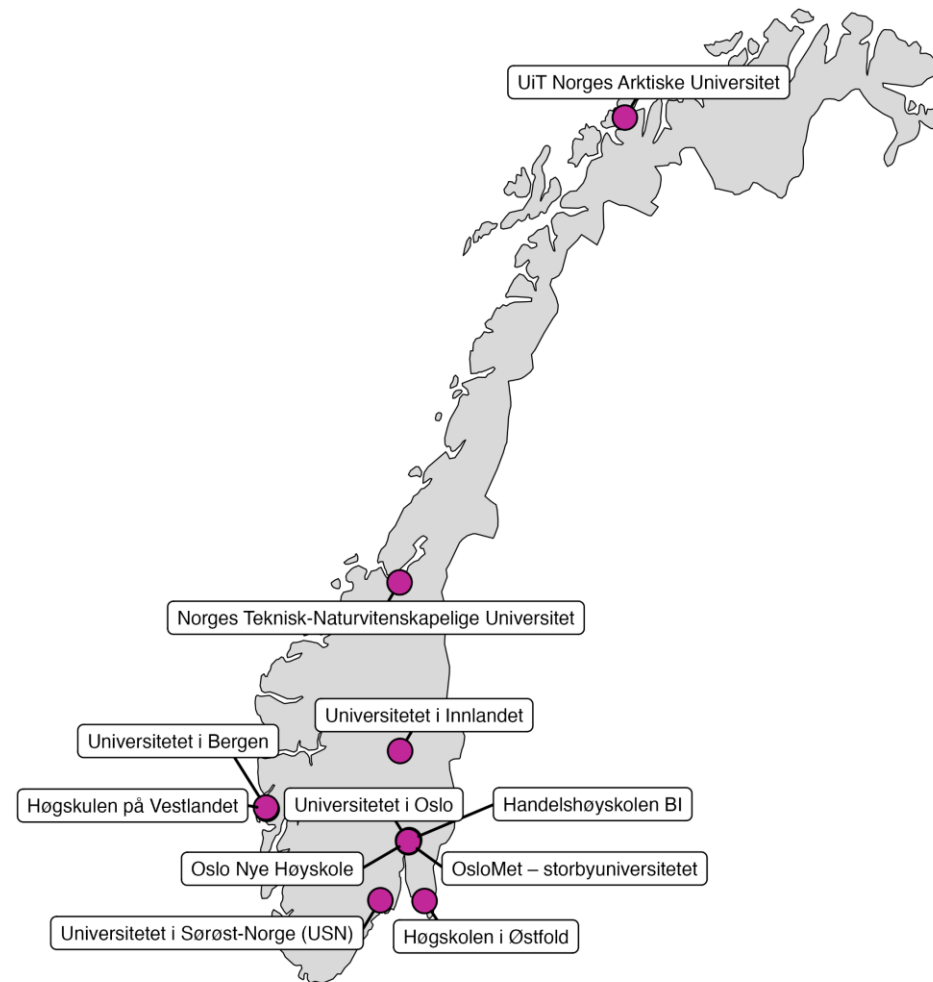 UiT Norges Arktiske Universitet
Norges Teknisk-Naturvitenskapelige Universitet
Universitetet i Innlandet
Universitetet i Bergen
Høgskulen på Vestlandet
Universitetet i Oslo
Handelshøyskolen BI
Oslo Nye Høyskole
OsloMet – storbyuniversitetet
Universitetet i Sørøst-Norge (USN)
Høgskolen i Østfold